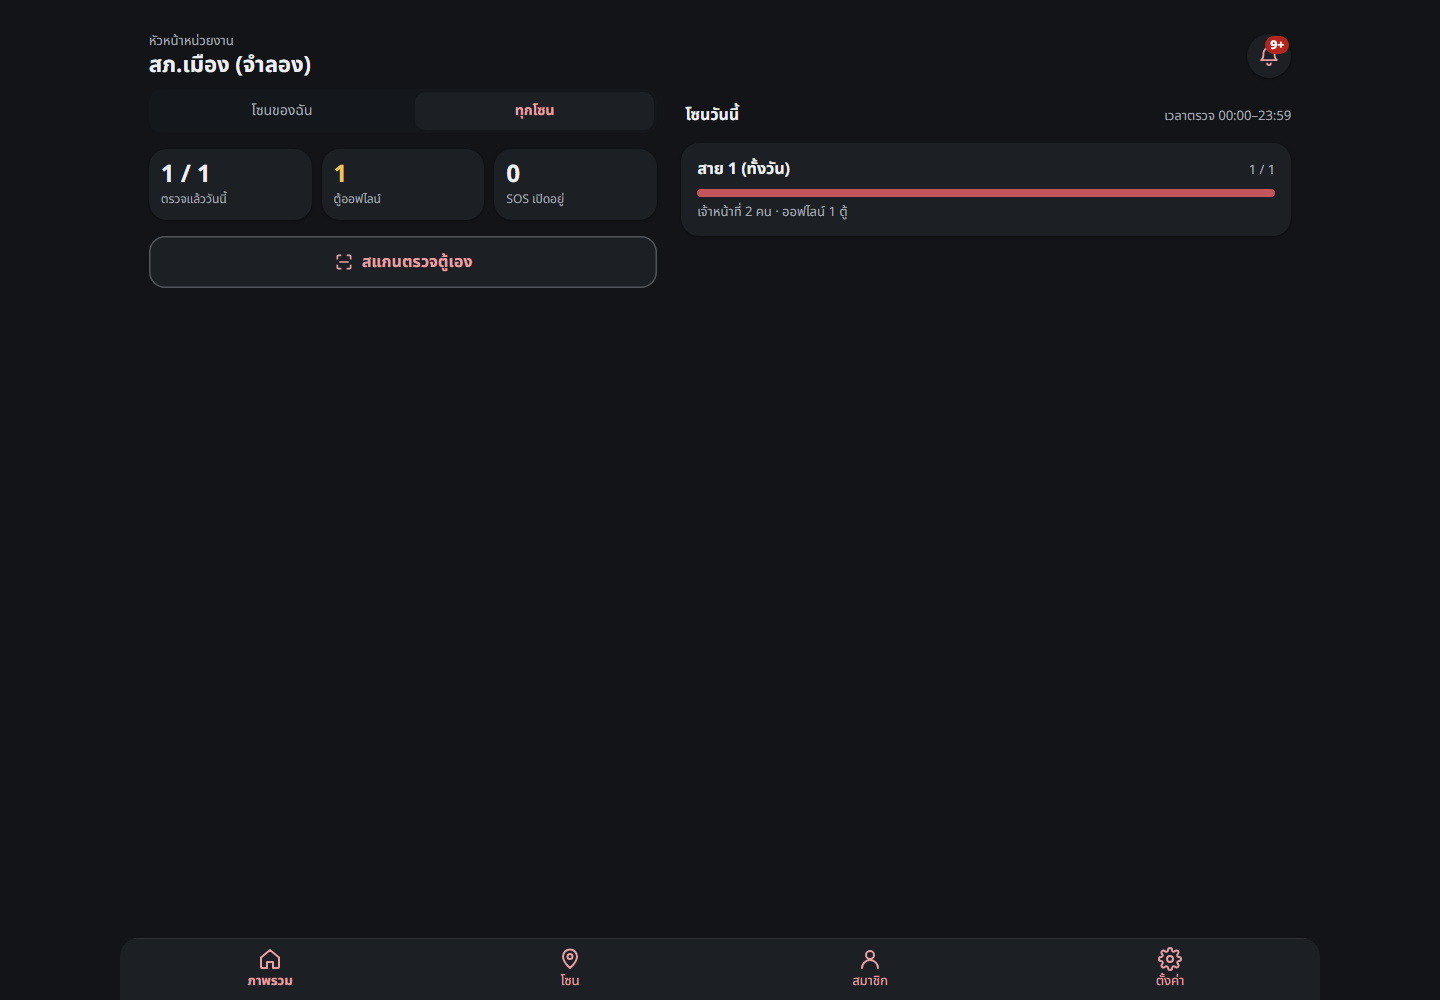 หัวหน้าหน่วยงาน
สภ.เมือง (จำลอง)
9+
โซนของฉัน
ทุกโซน
1 / 1
ตรวจแล้ววันนี้
1
ตู้ออฟไลน์
0
SOS เปิดอยู่
สแกนตรวจตู้เอง
โซนวันนี้
เวลาตรวจ 00:00–23:59
สาย 1 (ทั้งวัน)
1 / 1
เจ้าหน้าที่ 2 คน · ออฟไลน์ 1 ตู้
ภาพรวม
โซน
สมาชิก
ตั้งค่า